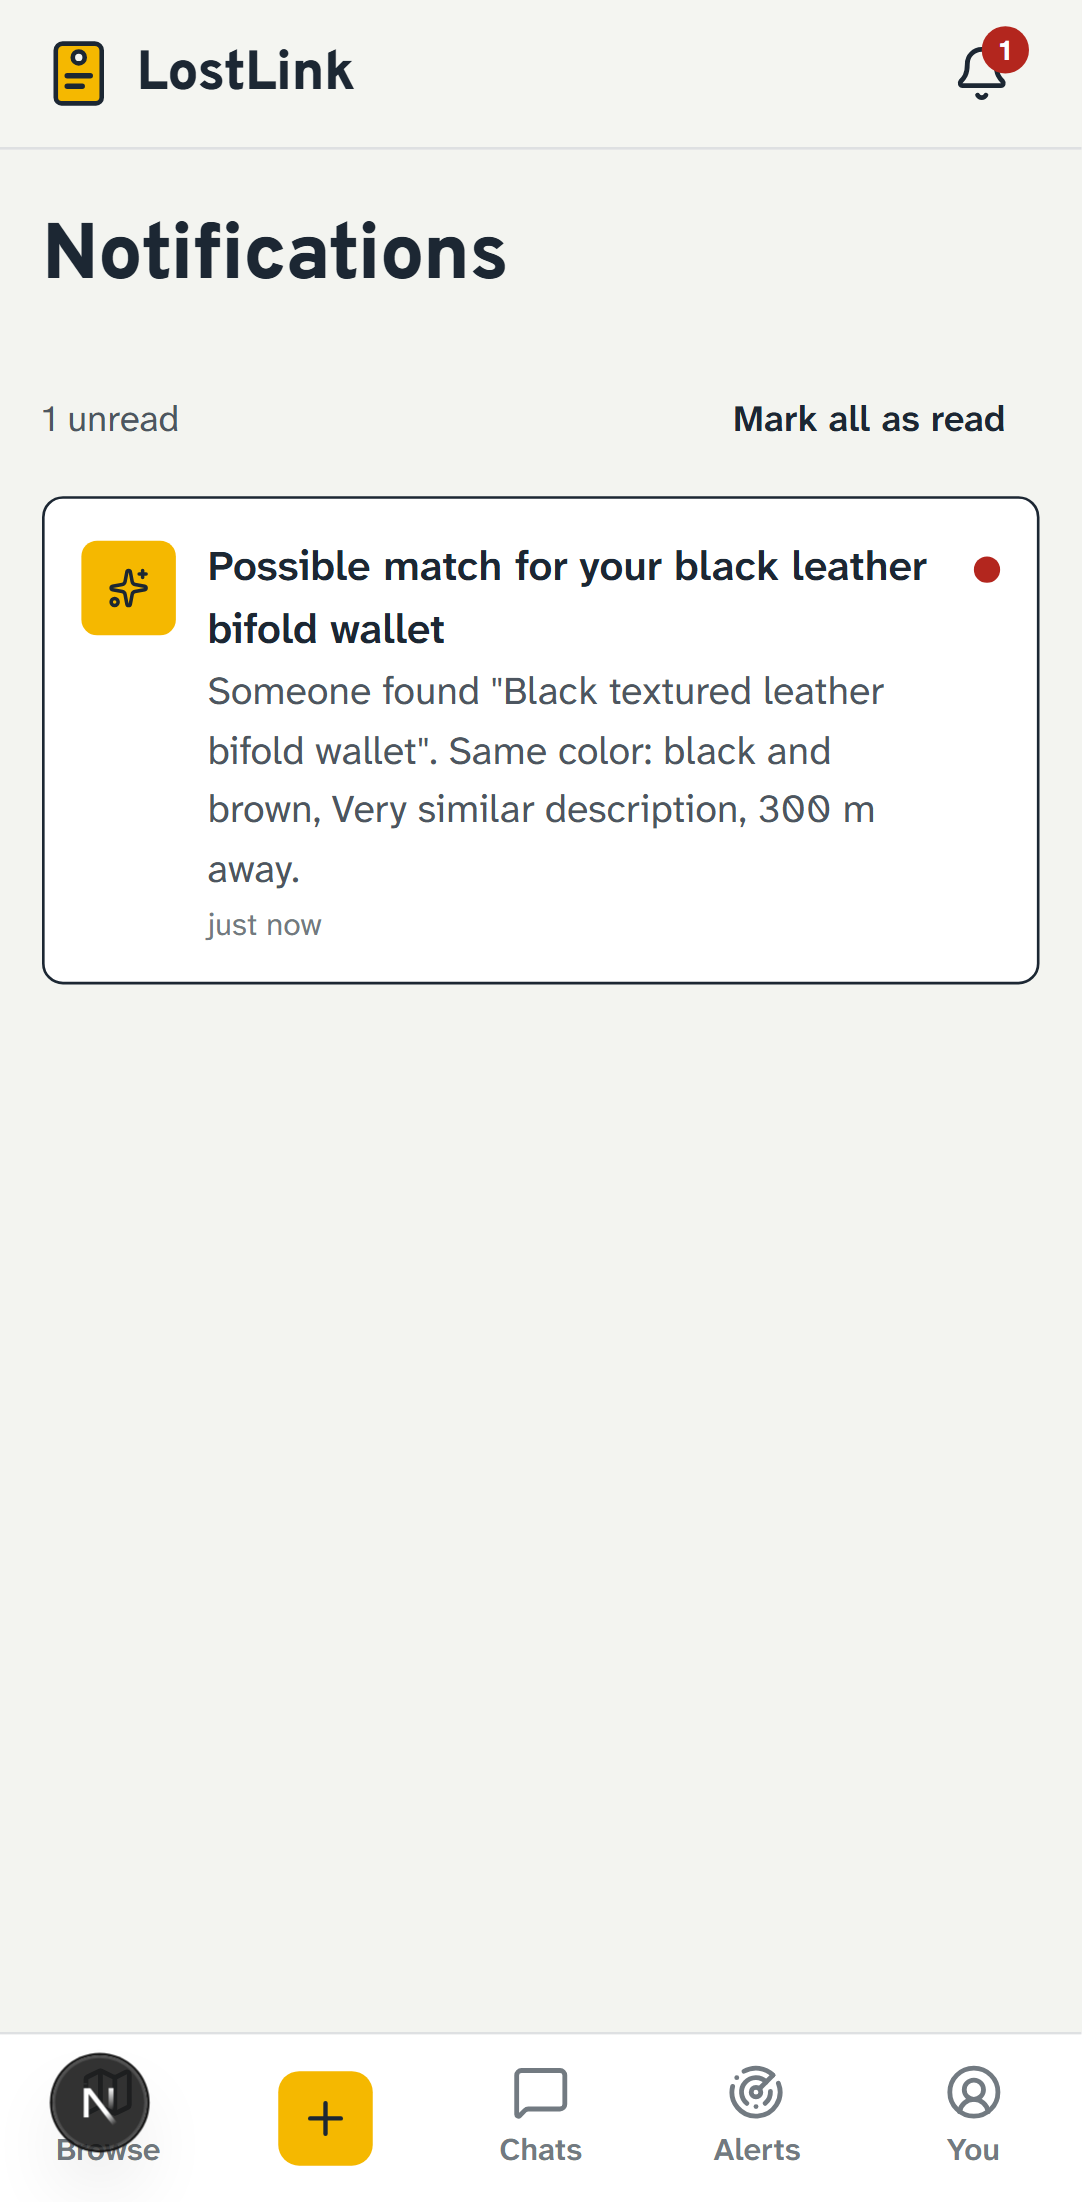 LostLink
1
Notifications
1 unread
Mark all as read
Possible match for your black leather
bifold wallet
Someone found "Black textured leather
bifold wallet". Same color: black and
brown, Very similar description, 300 m
away.
just now
N
Browse
Chats
Alerts
You